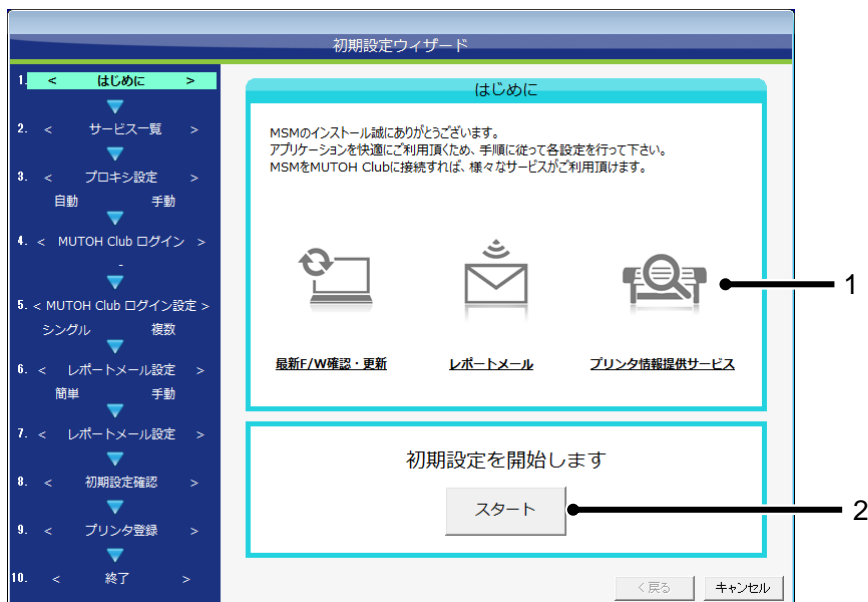 初期設定ウィザード
1. < はじめに >
2. < サービス一覧 >
3. < プロキシ設定 >
自動 手動
4. < MUTOH Club ログイン >
-
5. < MUTOH Club ログイン設定 >
シングル 複数
6. < レポートメール設定 >
簡単 手動
7. < レポートメール設定 >
8. < 初期設定確認 >
9. < プリンタ登録 >
10. < 終了 >
はじめに
MSMのインストール誠にありがとうございます。
アプリケーションを快適にご利用頂くため、手順に従って各設定を行って下さい。
MSMをMUTOH Clubに接続すれば、様々なサービスがご利用頂けます。
1
最新F/W確認・更新 レポートメール プリンタ情報提供サービス
初期設定を開始します
スタート
2
<戻る キャンセル